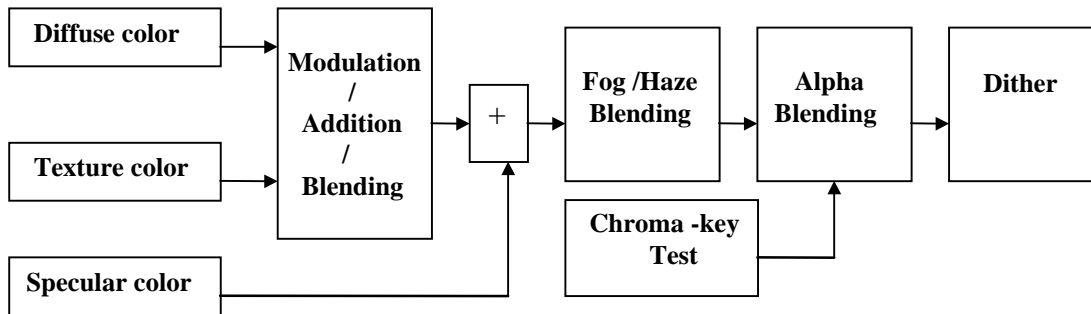 Diffuse color
Texture color
Specular color
Modulation
/
Addition
/
Blending
+
Fog /Haze
Blending
Chroma -key
Test
Alpha
Blending
Dither